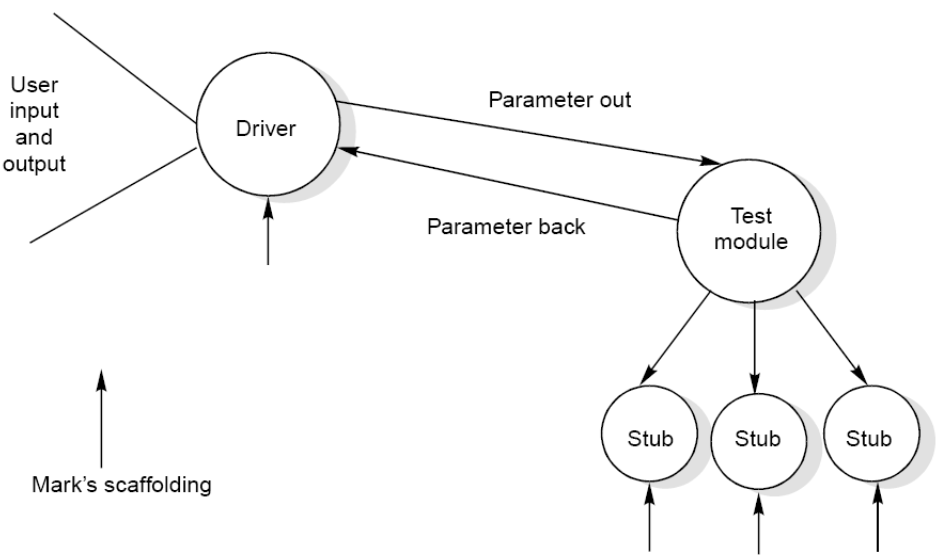 User
input
and
output
Driver
Parameter out
Parameter back
Test
module
Stub
Stub
Stub
Mark's scaffolding